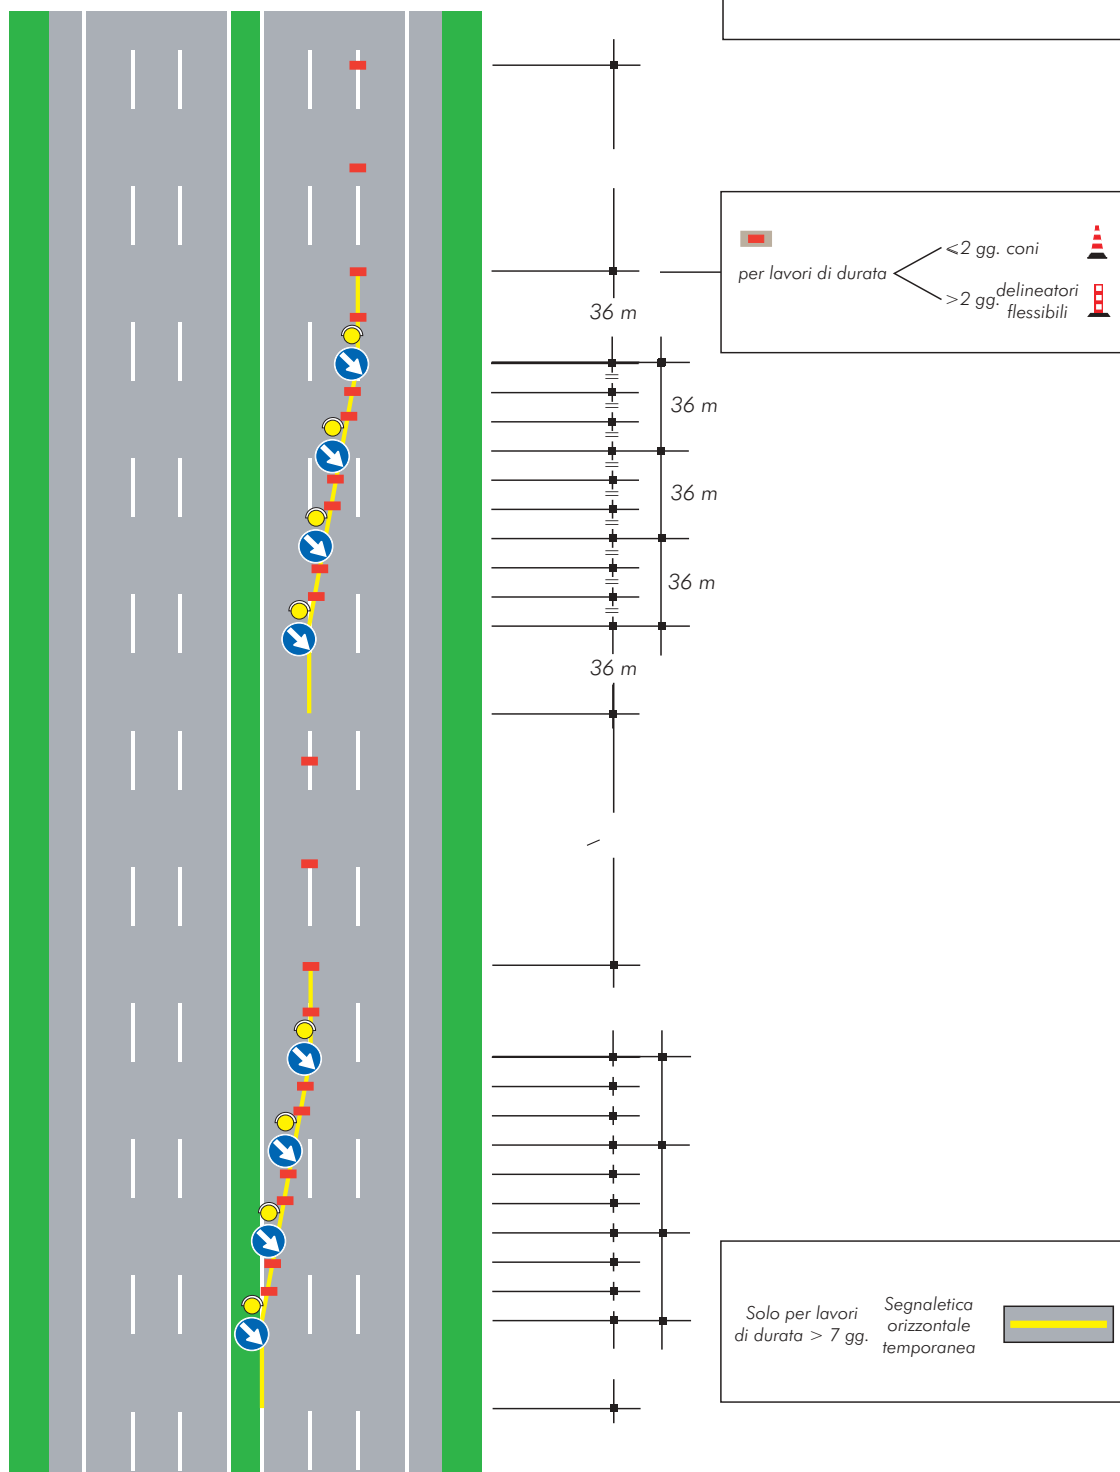 ⩽2 gg. coni
per lavori di durata
>2 gg. delineatori
flessibili
36 m
36 m
36 m
36 m
36 m
Solo per lavori
di durata > 7 gg.
Segnaletica
orizzontale
temporanea